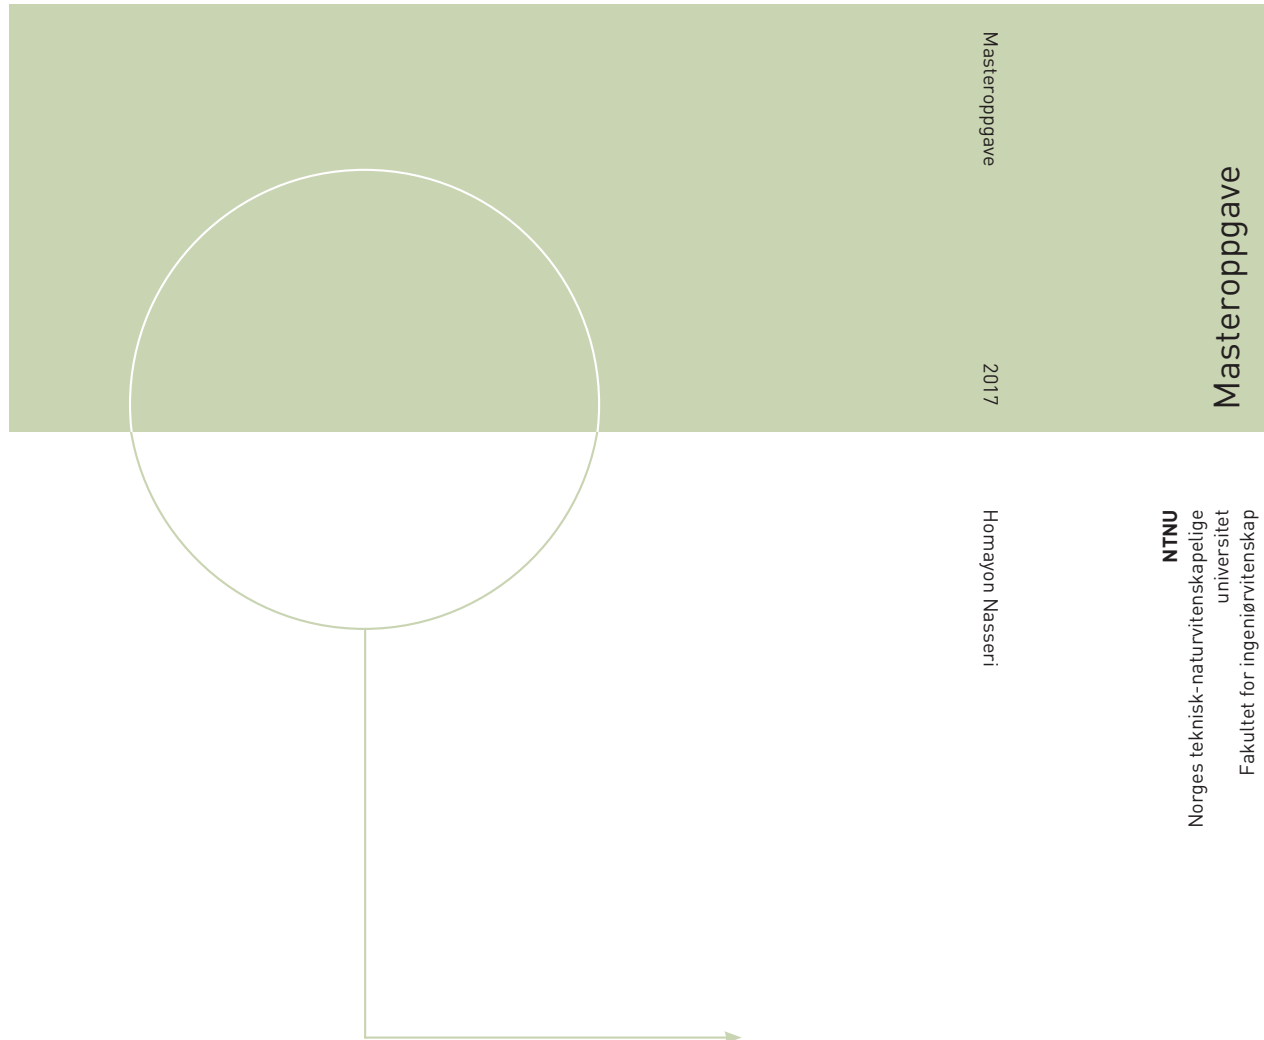 Masteroppgave
2017
Homayon Nasseri
Masteroppgave
NTNU
Norges teknisk-naturvitenskapelige
universitet
Fakultet for ingeniørvitenskap